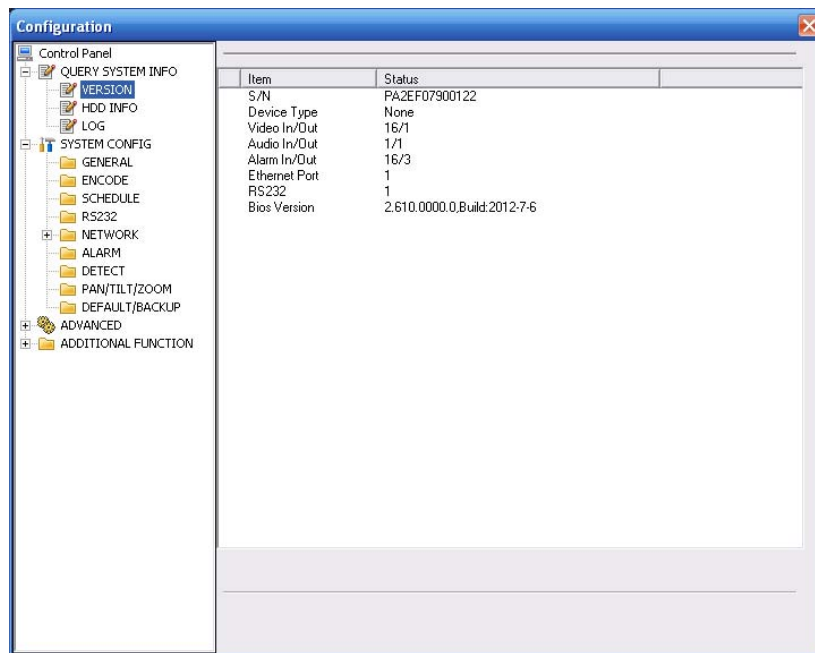 Configuration
Control Panel
QUERY SYSTEM INFO
VERSION
HDD INFO
LOG
SYSTEM CONFIG
GENERAL
ENCODE
SCHEDULE
RS232
NETWORK
ALARM
DETECT
PAN/TILT/ZOOM
DEFAULT/BACKUP
ADVANCED
ADDITIONAL FUNCTION
Item Status
S/N PA2EF07900122
Device Type None
Video In/Out 16/1
Audio In/Out 1/1
Alarm In/Out 16/3
Ethernet Port 1
RS232 1
Bios Version 2.610.0000.0,Build:2012-7-6